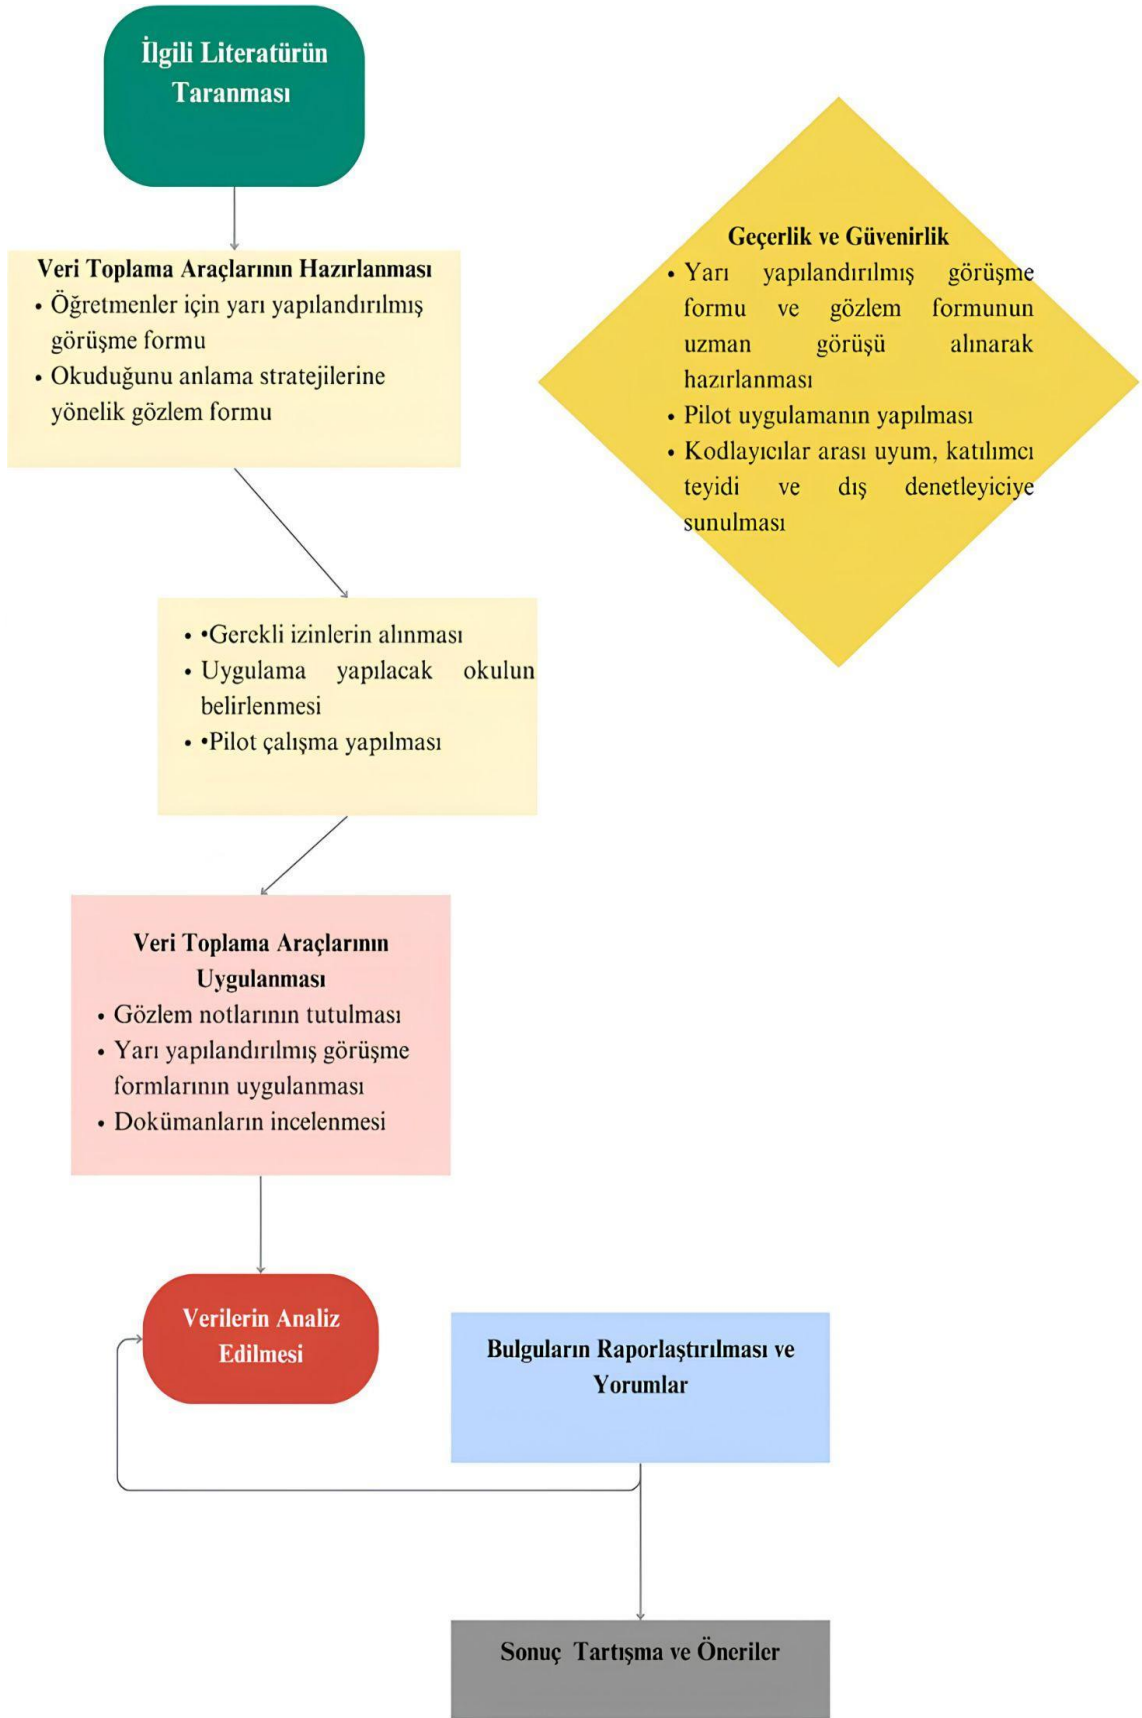 İlgili Literatürün
Taranması
Veri Toplama Araçlarının Hazırlanması
• Öğretmenler için yarı yapılandırılmış
görüşme formu
• Okuduğunu anlama stratejilerine
yönelik gözlem formu
Geçerlik ve Güvenirlik
• Yarı yapılandırılmış görüşme
formu ve gözlem formunun
uzman görüşü alınarak
hazırlanması
• Pilot uygulamanın yapılması
• Kodlayıcılar arası uyum, katılımcı
teyidi ve dış denetleyiciye
sunulması
• •Gerekli izinlerin alınması
• Uygulama yapılacak okulun
belirlenmesi
• •Pilot çalışma yapılması
Veri Toplama Araçlarının
Uygulanması
• Gözlem notlarının tutulması
• Yarı yapılandırılmış görüşme
formlarının uygulanması
• Dokümanların incelenmesi
Verilerin Analiz
Edilmesi
Bulguların Raporlaştırılması ve
Yorumlar
Sonuç Tartışma ve Öneriler